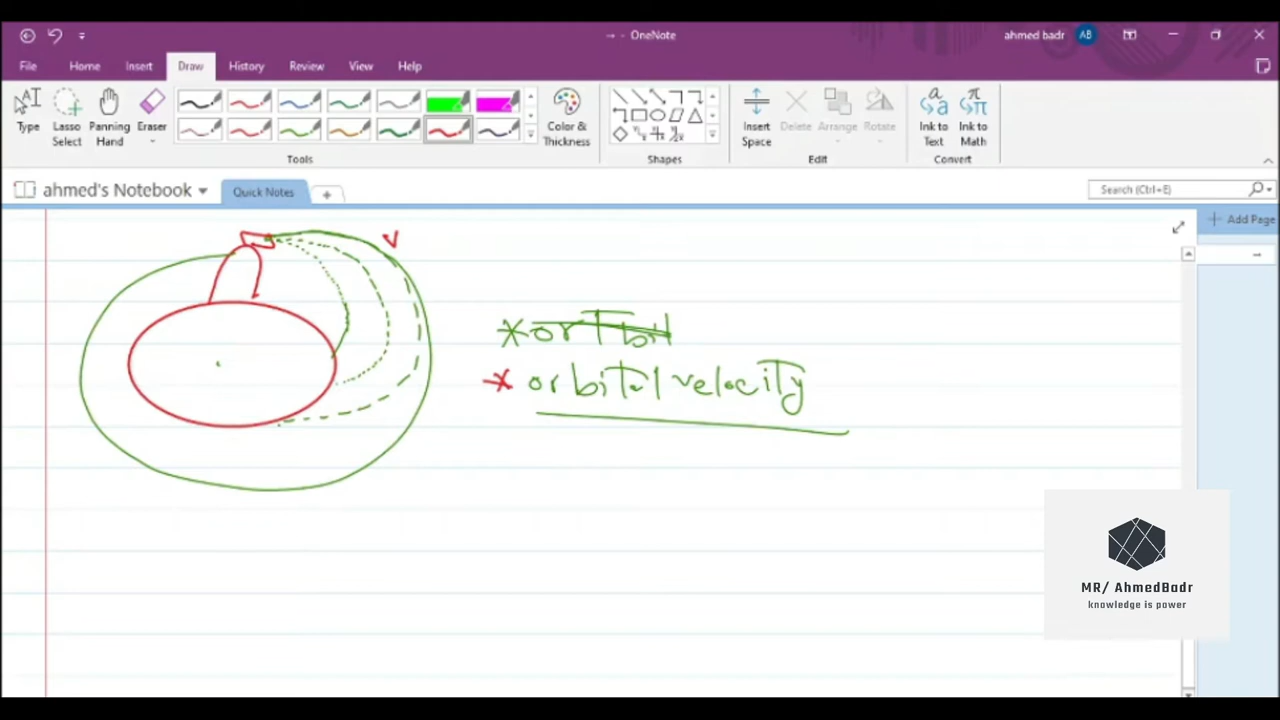 → - OneNote
ahmed badr AB
File Home Insert Draw History Review View Help
Type
Lasso Select
Panning Hand
Eraser
Color & Thickness
Insert Space
Delete
Arrange
Rotate
a a
Ink to Text
π π
Ink to Math
Tools Shapes Edit Convert
ahmed's Notebook Quick Notes +
Search (Ctrl+E)
+ Add Page
→
v
* orbital velocity
MR/ AhmedBadr
knowledge is power